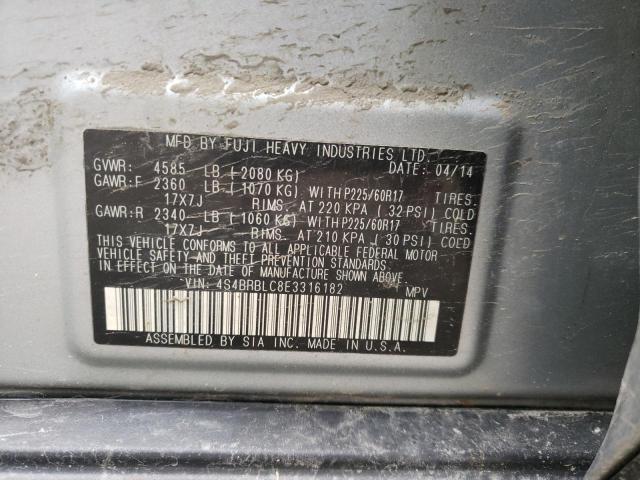 MFD BY FUJI HEAVY INDUSTRIES LTD.
GVWR: 4585 LB (-2080 KG) DATE: 04/14
GAWR:F 2360 LB (-1070 KG) WITH P225/60R17 TIRES.
17X7J RIMS AT 220 KPA ( 32 PSI) COLD
GAWR:R 2340 LB (-1060 KG) WITH P225/60R17 TIRES.
17X7J RIMS AT 210 KPA ( 30 PSI) COLD
THIS VEHICLE CONFORMS TO ALL APPLICABLE FEDERAL MOTOR
VEHICLE SAFETY AND THEFT PREVENTION STANDARDS
IN EFFECT ON THE DATE OF MANUFACTURE SHOWN ABOVE.
VIN: 4S4BRBLC8E3316182 MPV
ASSEMBLED BY SIA INC. MADE IN U.S.A.